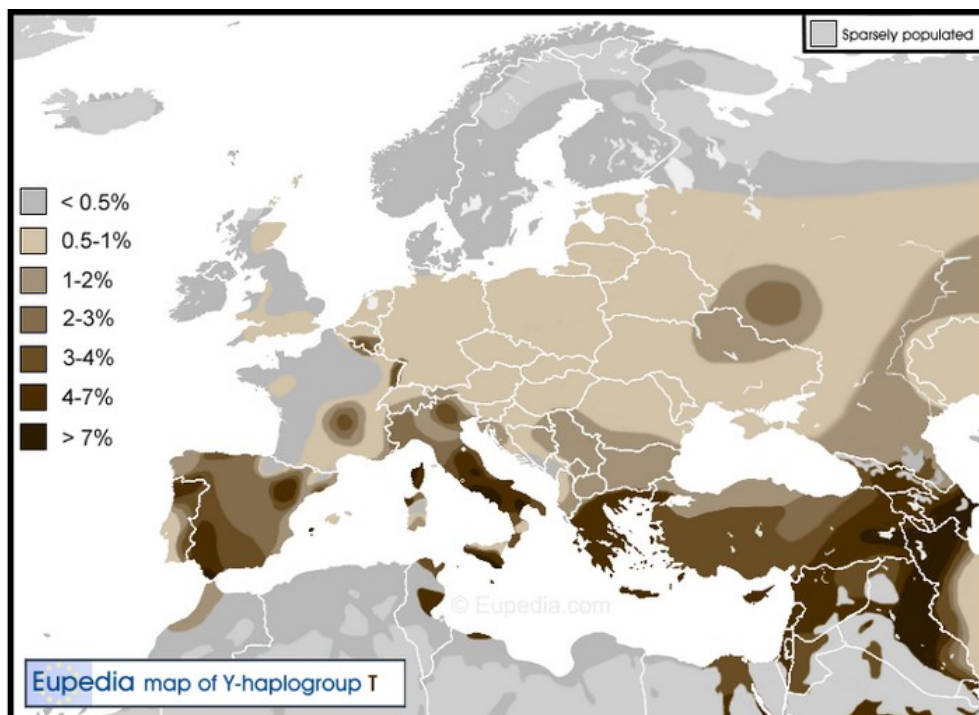 Sparsely populated
< 0.5%
0.5-1%
1-2%
2-3%
3-4%
4-7%
> 7%
© Eupedia.com
Eupedia map of Y-haplogroup T